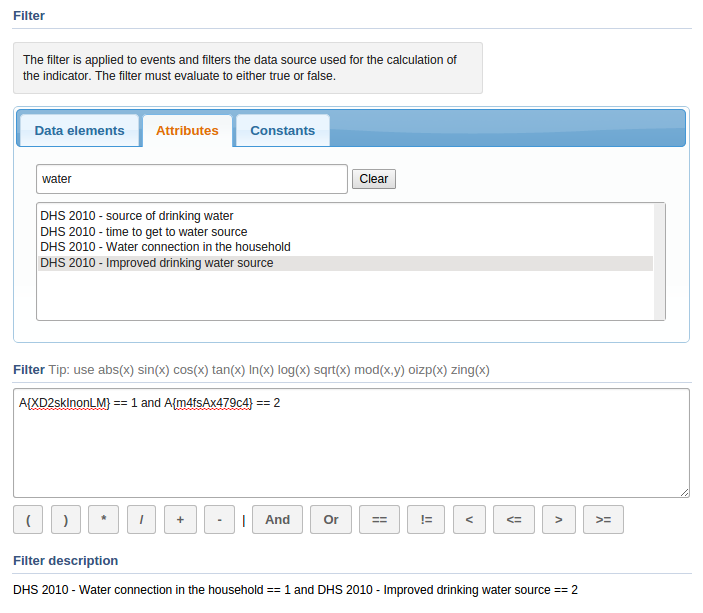 Filter
The filter is applied to events and filters the data source used for the calculation of
the indicator. The filter must evaluate to either true or false.
Data elements Attributes Constants
water Clear
DHS 2010 - source of drinking water
DHS 2010 - time to get to water source
DHS 2010 - Water connection in the household
DHS 2010 - Improved drinking water source
Filter Tip: use abs(x) sin(x) cos(x) tan(x) ln(x) log(x) sqrt(x) mod(x,y) oizp(x) zing(x)
A{XD2skInonLM} == 1 and A{m4fsAx479c4} == 2
( ) * / + - | And Or == != < <= > >=
Filter description
DHS 2010 - Water connection in the household == 1 and DHS 2010 - Improved drinking water source == 2